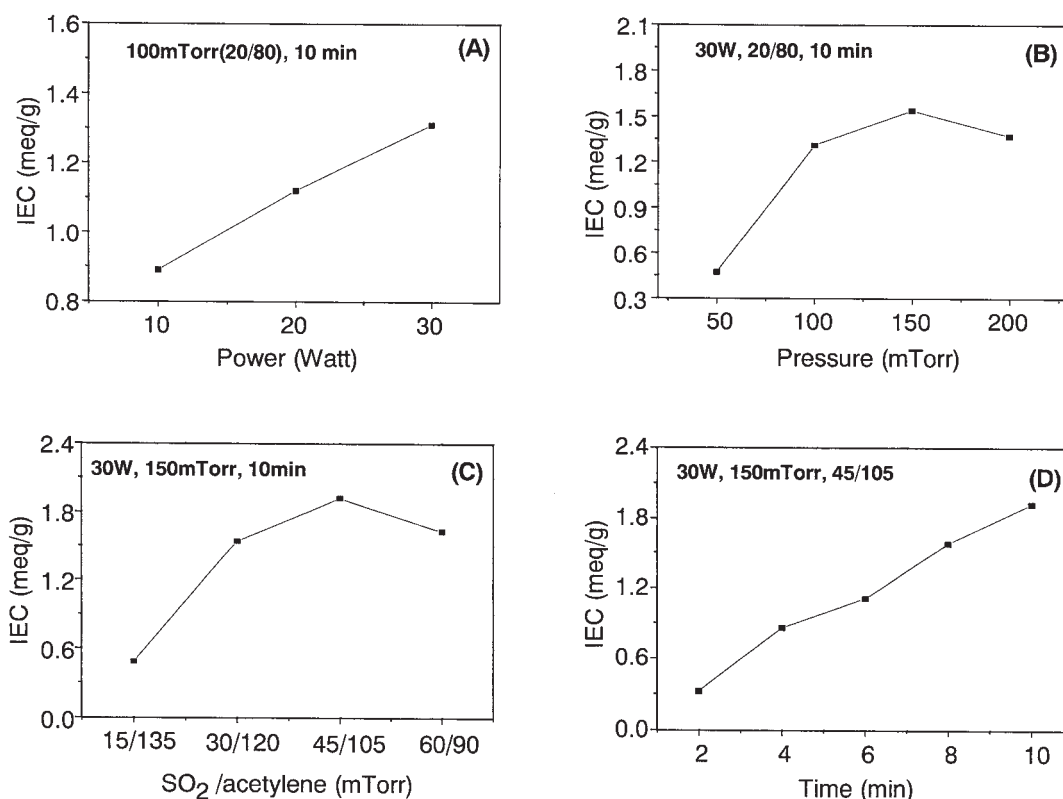 100mTorr(20/80), 10 min
(A)
IEC (meq/g)
1.6
1.4
1.2
1.0
0.8
10 20 30
Power (Watt)
30W, 20/80, 10 min
(B)
IEC (meq/g)
2.1
1.8
1.5
1.2
0.9
0.6
0.3
50 100 150 200
Pressure (mTorr)
30W, 150mTorr, 10min
(C)
IEC (meq/g)
2.4
1.8
1.2
0.6
0.0
15/135 30/120 45/105 60/90
SO₂ /acetylene (mTorr)
30W, 150mTorr, 45/105
(D)
IEC (meq/g)
2.4
1.8
1.2
0.6
0.0
2 4 6 8 10
Time (min)